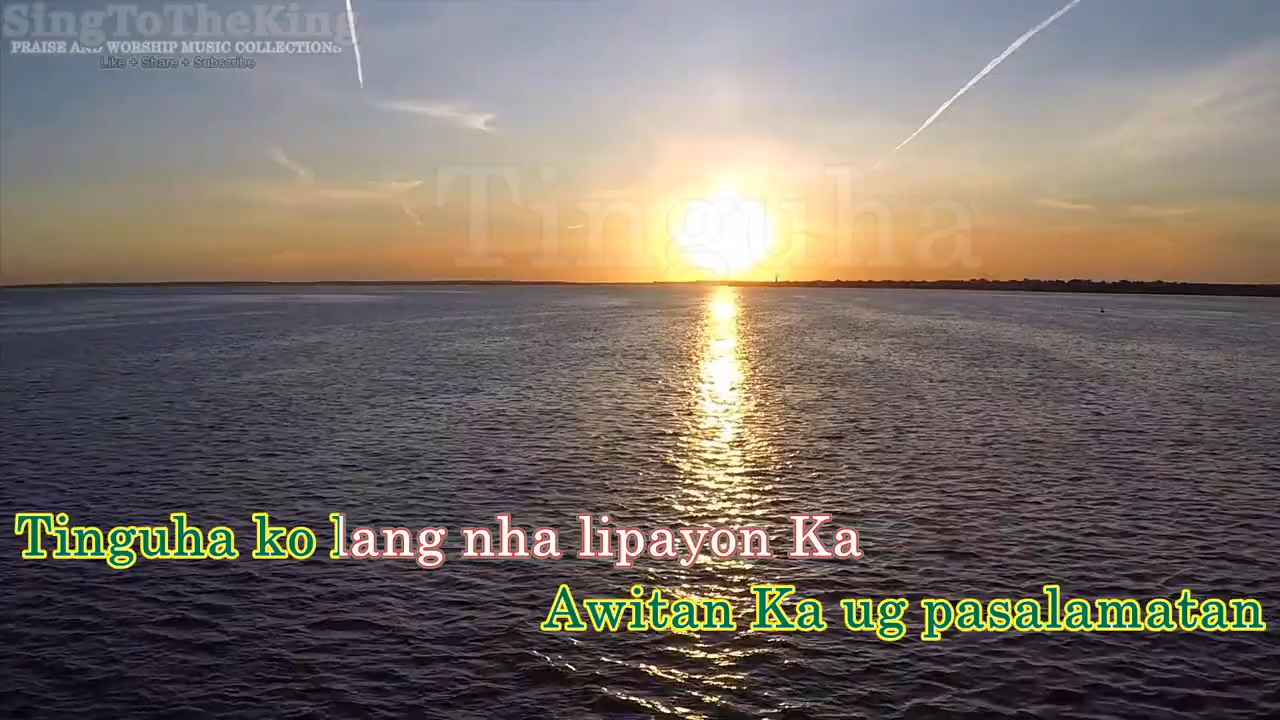 SingToTheKing
PRAISE AND WORSHIP MUSIC COLLECTIONS
Like + Share + Subscribe
Tinguha
Tinguha ko lang nha lipayon Ka
Awitan Ka ug pasalamatan